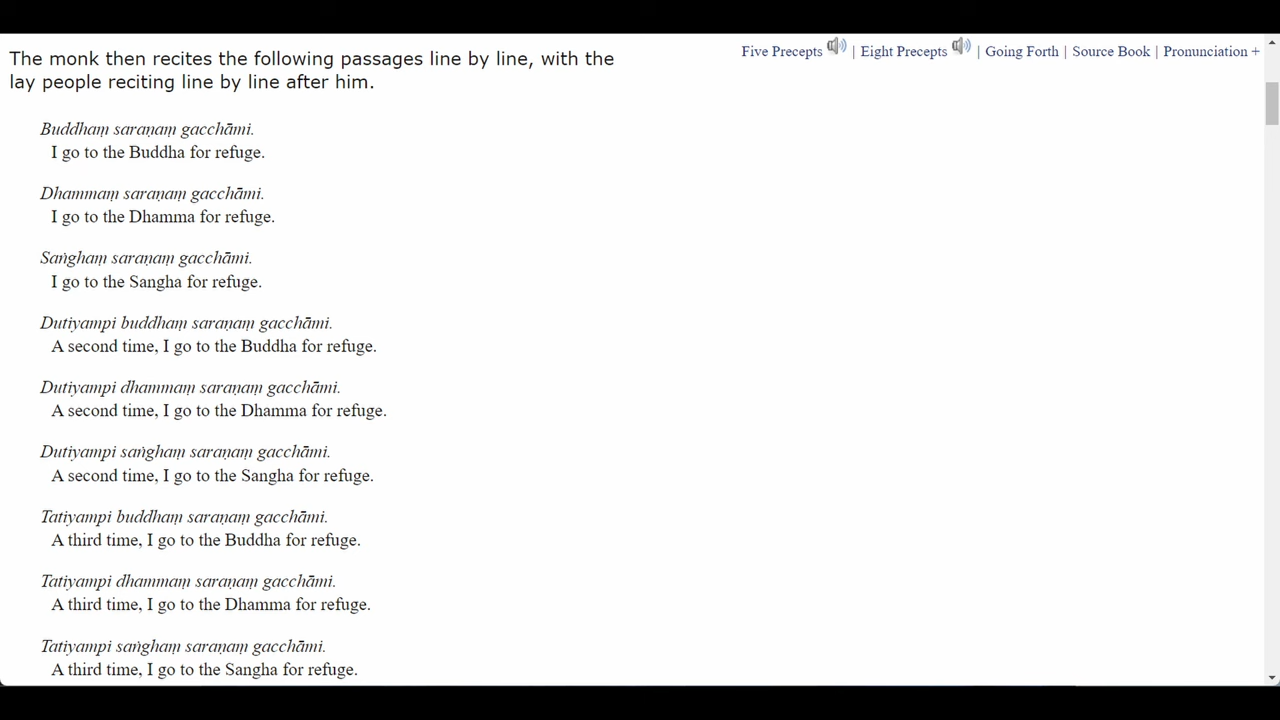 The monk then recites the following passages line by line, with the
lay people reciting line by line after him.
Five Precepts | Eight Precepts | Going Forth | Source Book | Pronunciation +
Buddhaṃ saraṇaṃ gacchāmi.
I go to the Buddha for refuge.
Dhammaṃ saraṇaṃ gacchāmi.
I go to the Dhamma for refuge.
Saṅghaṃ saraṇaṃ gacchāmi.
I go to the Sangha for refuge.
Dutiyampi buddhaṃ saraṇaṃ gacchāmi.
A second time, I go to the Buddha for refuge.
Dutiyampi dhammaṃ saraṇaṃ gacchāmi.
A second time, I go to the Dhamma for refuge.
Dutiyampi saṅghaṃ saraṇaṃ gacchāmi.
A second time, I go to the Sangha for refuge.
Tatiyampi buddhaṃ saraṇaṃ gacchāmi.
A third time, I go to the Buddha for refuge.
Tatiyampi dhammaṃ saraṇaṃ gacchāmi.
A third time, I go to the Dhamma for refuge.
Tatiyampi saṅghaṃ saraṇaṃ gacchāmi.
A third time, I go to the Sangha for refuge.